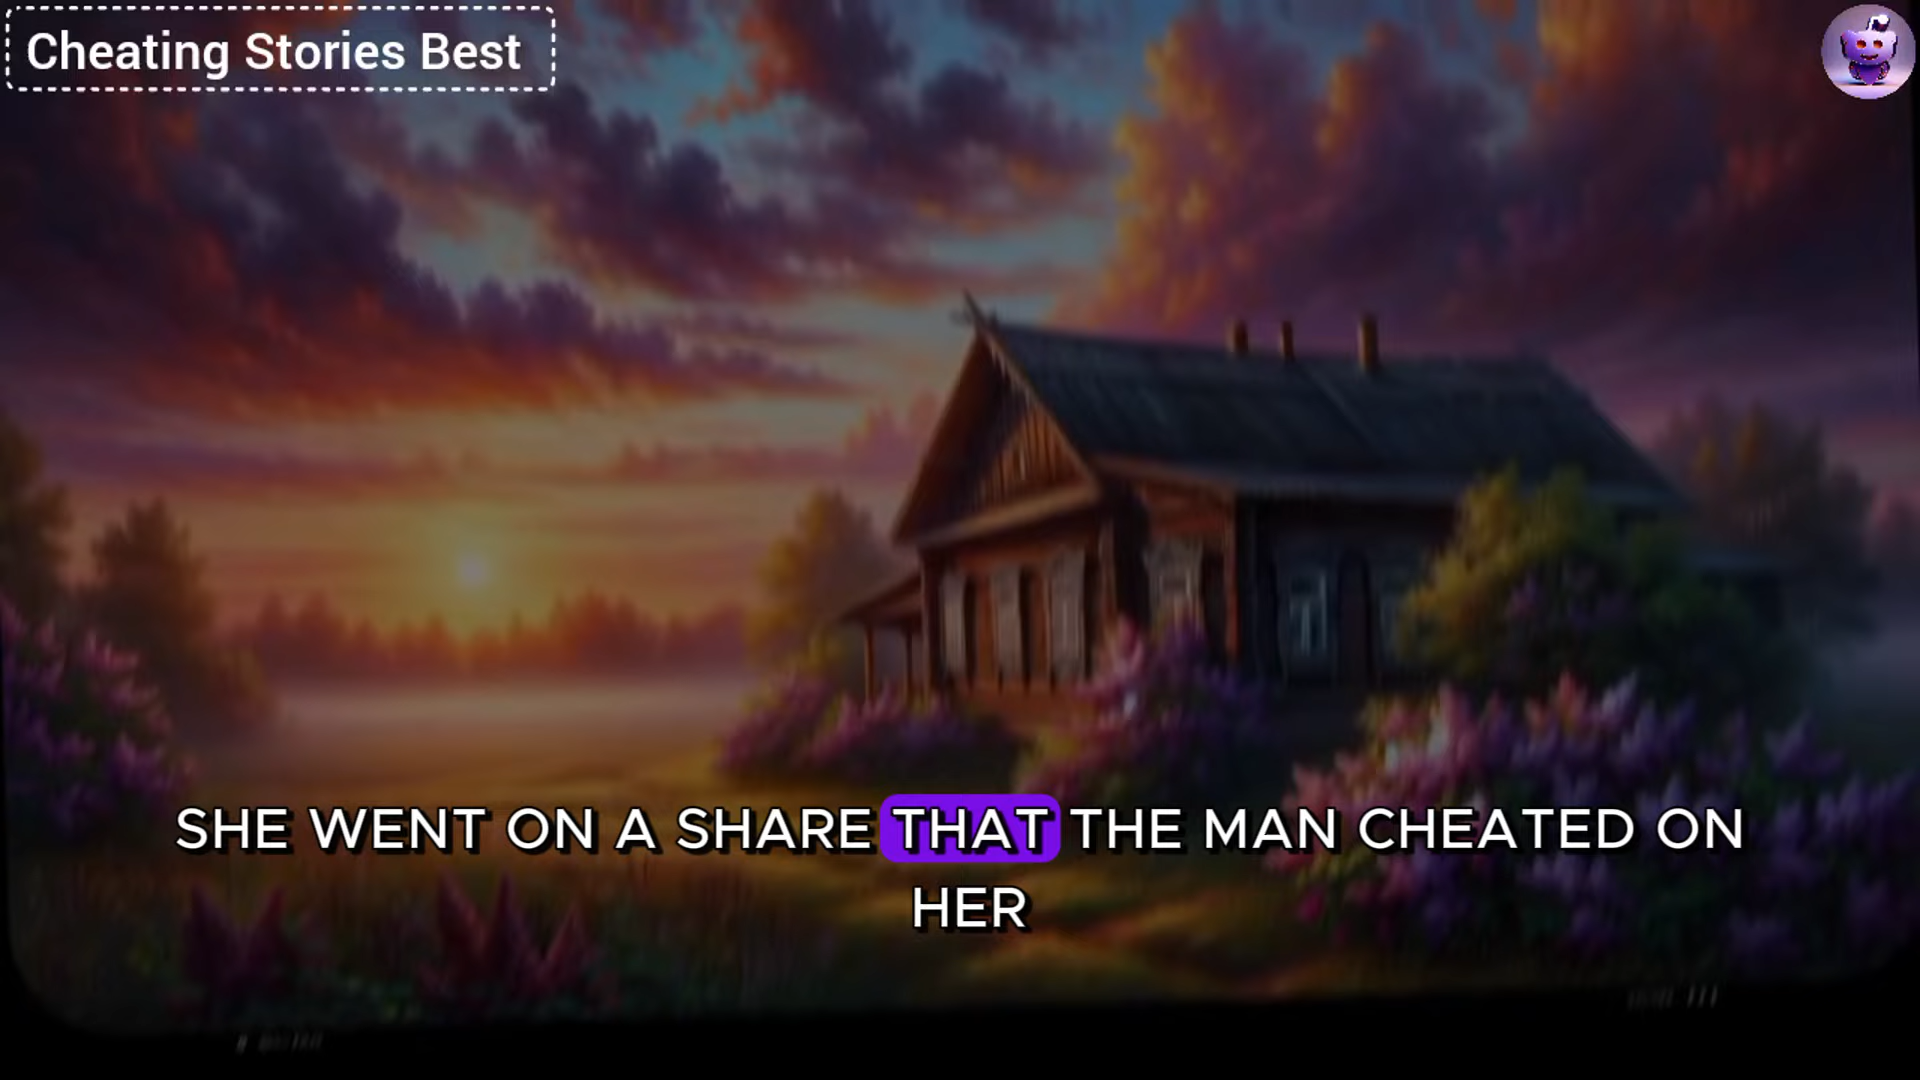 Cheating Stories Best
SHE WENT ON A SHARE THAT THE MAN CHEATED ON
HER